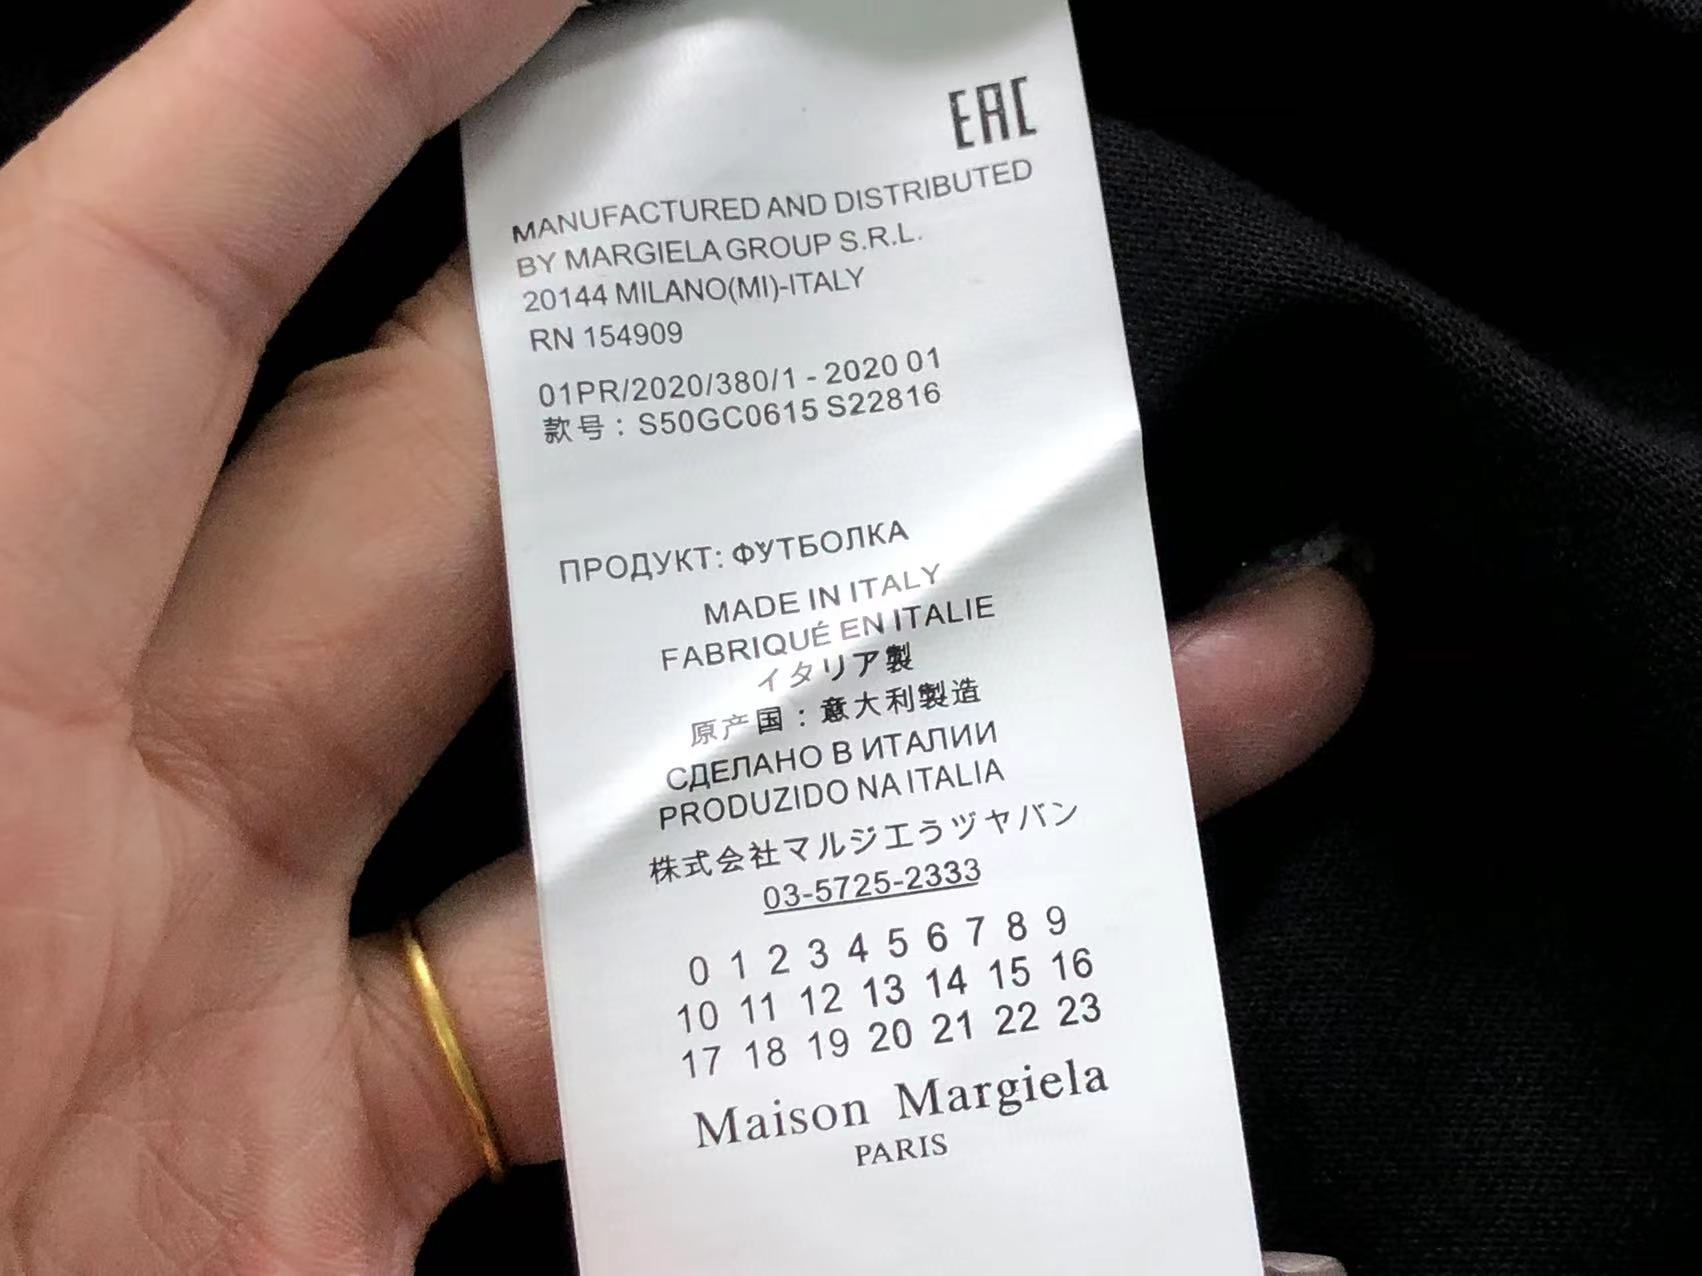 EAC
MANUFACTURED AND DISTRIBUTED
BY MARGIELA GROUP S.R.L.
20144 MILANO(MI)-ITALY
RN 154909
01PR/2020/380/1 - 2020 01
款号：S50GC0615 S22816
ПРОДУКТ: ФУТБОЛКА
MADE IN ITALY
FABRIQUÉ EN ITALIE
イタリア製
原产国：意大利製造
СДЕЛАНО В ИТАЛИИ
PRODUZIDO NA ITALIA
株式会社マルジエうヅヤバン
03-5725-2333
0 1 2 3 4 5 6 7 8 9
10 11 12 13 14 15 16
17 18 19 20 21 22 23
Maison Margiela
PARIS